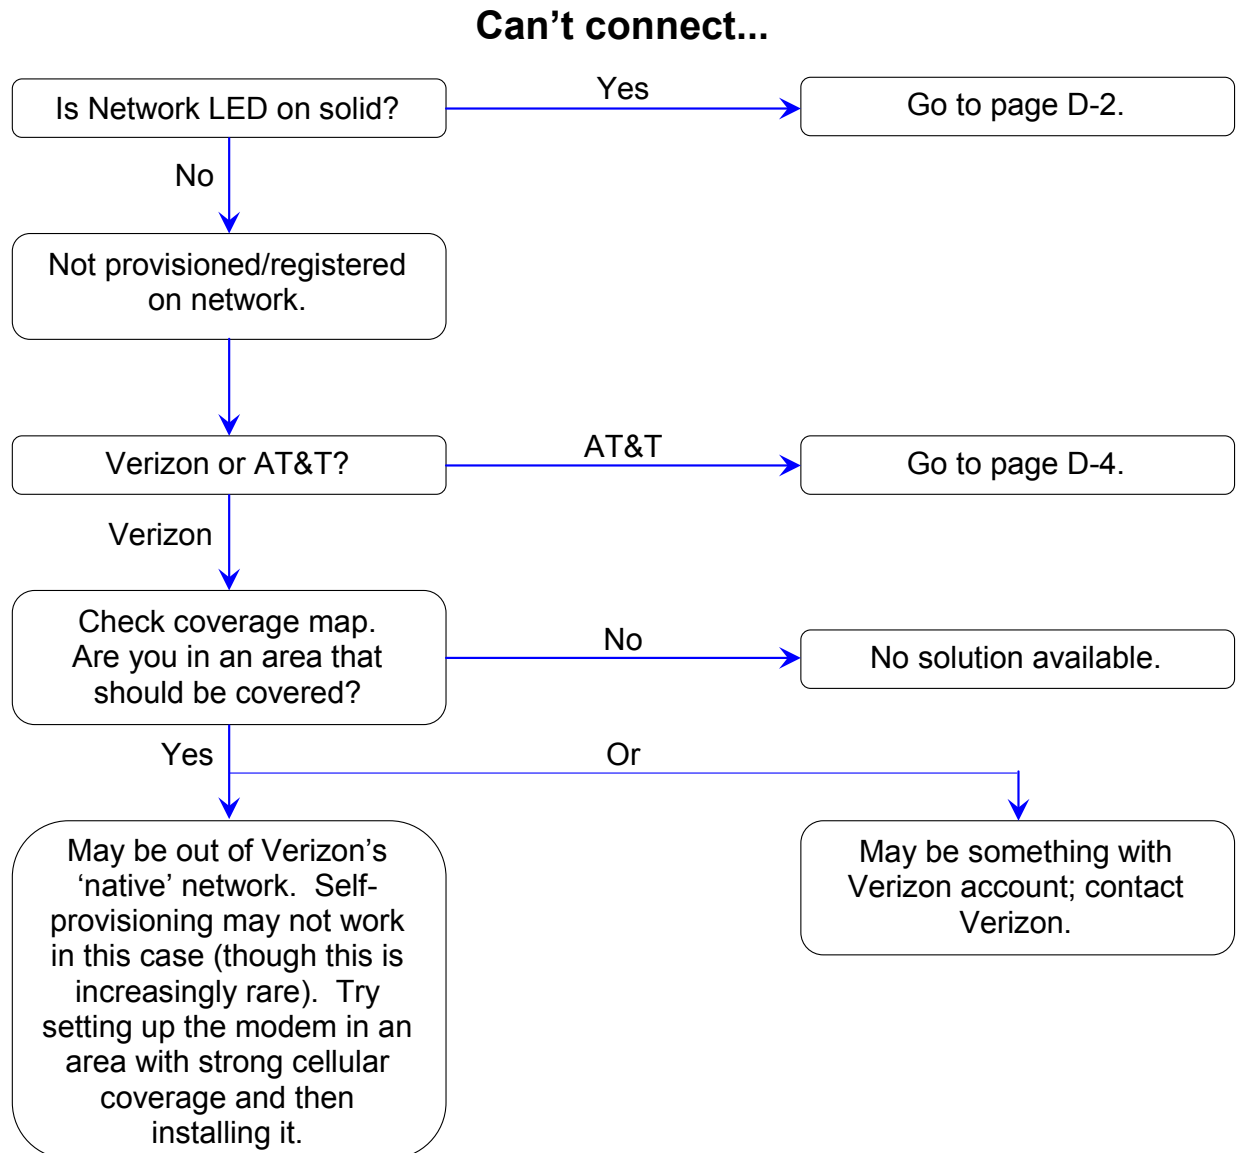 Can’t connect...
Is Network LED on solid?
Yes
Go to page D-2.
No
Not provisioned/registered
on network.
Verizon or AT&T?
AT&T
Go to page D-4.
Verizon
Check coverage map.
Are you in an area that
should be covered?
No
No solution available.
Yes
Or
May be out of Verizon’s
‘native’ network.  Self-
provisioning may not work
in this case (though this is
increasingly rare).  Try
setting up the modem in an
area with strong cellular
coverage and then
installing it.
May be something with
Verizon account; contact
Verizon.